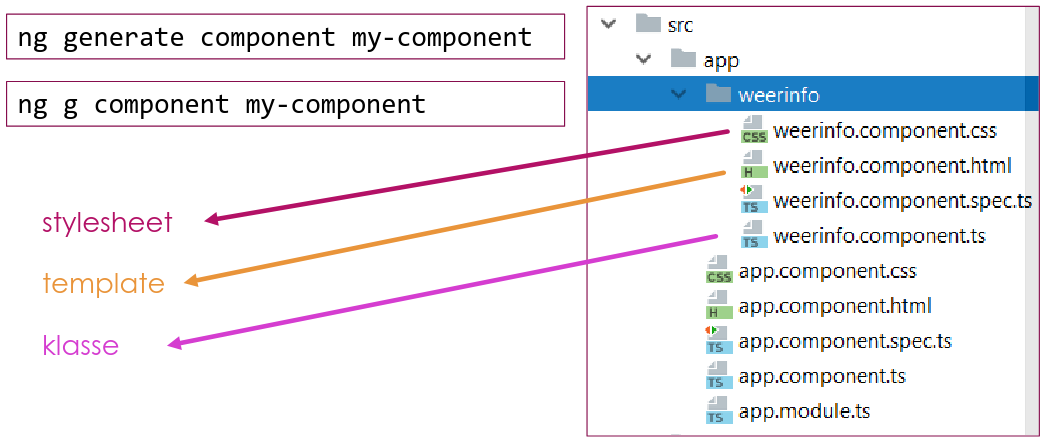 ng generate component my-component
ng g component my-component
stylesheet
template
klasse
src
app
weerinfo
CSS weerinfo.component.css
H weerinfo.component.html
TS weerinfo.component.spec.ts
TS weerinfo.component.ts
CSS app.component.css
H app.component.html
TS app.component.spec.ts
TS app.component.ts
TS app.module.ts